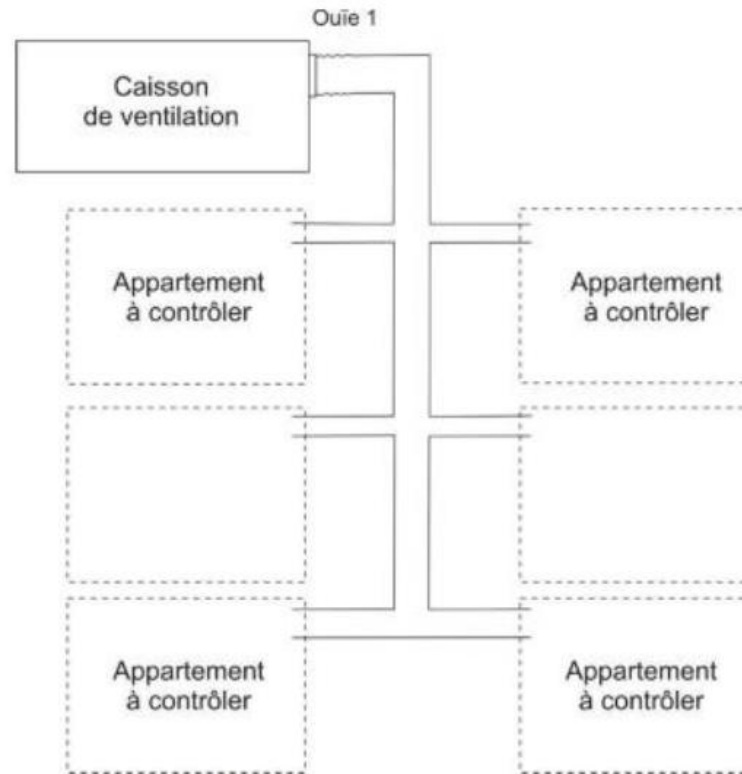 Ouïe 1
Caisson
de ventilation
Appartement
à contrôler
Appartement
à contrôler
Appartement
à contrôler
Appartement
à contrôler